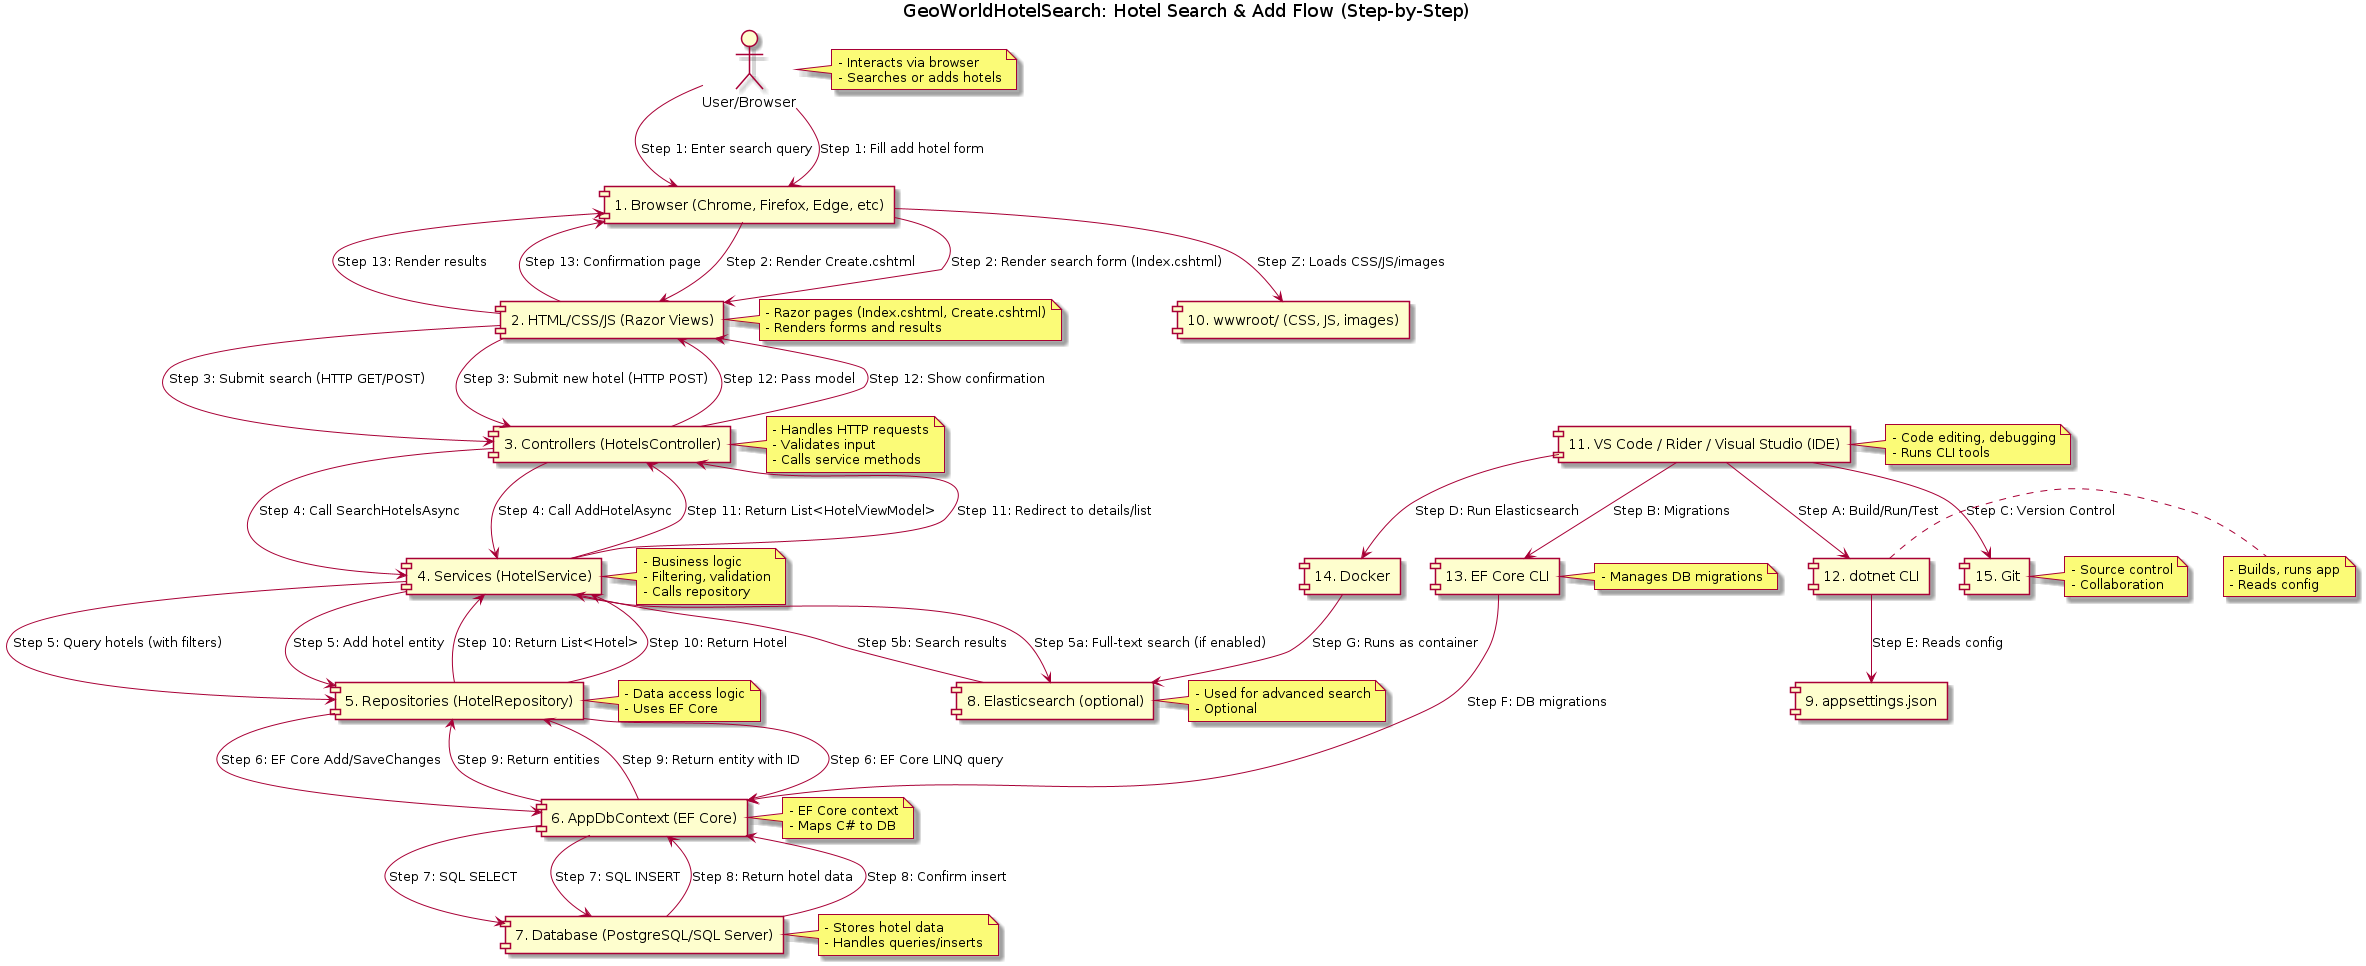 GeoWorldHotelSearch: Hotel Search & Add Flow (Step-by-Step)
- Interacts via browser
- Searches or adds hotels
User/Browser
Step 1: Enter search query
Step 1: Fill add hotel form
1. Browser (Chrome, Firefox, Edge, etc)
Step 13: Render results
Step 13: Confirmation page
Step 2: Render Create.cshtml
Step 2: Render search form (Index.cshtml)
Step Z: Loads CSS/JS/images
2. HTML/CSS/JS (Razor Views)
- Razor pages (Index.cshtml, Create.cshtml)
- Renders forms and results
10. wwwroot/ (CSS, JS, images)
Step 3: Submit search (HTTP GET/POST)
Step 3: Submit new hotel (HTTP POST)
Step 12: Pass model
Step 12: Show confirmation
3. Controllers (HotelsController)
- Handles HTTP requests
- Validates input
- Calls service methods
11. VS Code / Rider / Visual Studio (IDE)
- Code editing, debugging
- Runs CLI tools
Step 4: Call SearchHotelsAsync
Step 4: Call AddHotelAsync
Step 11: Return List<HotelViewModel>
Step 11: Redirect to details/list
Step D: Run Elasticsearch
Step B: Migrations
Step A: Build/Run/Test
Step C: Version Control
4. Services (HotelService)
- Business logic
- Filtering, validation
- Calls repository
14. Docker
13. EF Core CLI
- Manages DB migrations
12. dotnet CLI
15. Git
- Source control
- Collaboration
- Builds, runs app
- Reads config
Step 5: Query hotels (with filters)
Step 5: Add hotel entity
Step 10: Return List<Hotel>
Step 10: Return Hotel
Step 5b: Search results
Step 5a: Full-text search (if enabled)
Step G: Runs as container
Step E: Reads config
5. Repositories (HotelRepository)
- Data access logic
- Uses EF Core
8. Elasticsearch (optional)
- Used for advanced search
- Optional
Step F: DB migrations
9. appsettings.json
Step 6: EF Core Add/SaveChanges
Step 9: Return entities
Step 9: Return entity with ID
Step 6: EF Core LINQ query
6. AppDbContext (EF Core)
- EF Core context
- Maps C# to DB
Step 7: SQL SELECT
Step 7: SQL INSERT
Step 8: Return hotel data
Step 8: Confirm insert
7. Database (PostgreSQL/SQL Server)
- Stores hotel data
- Handles queries/inserts